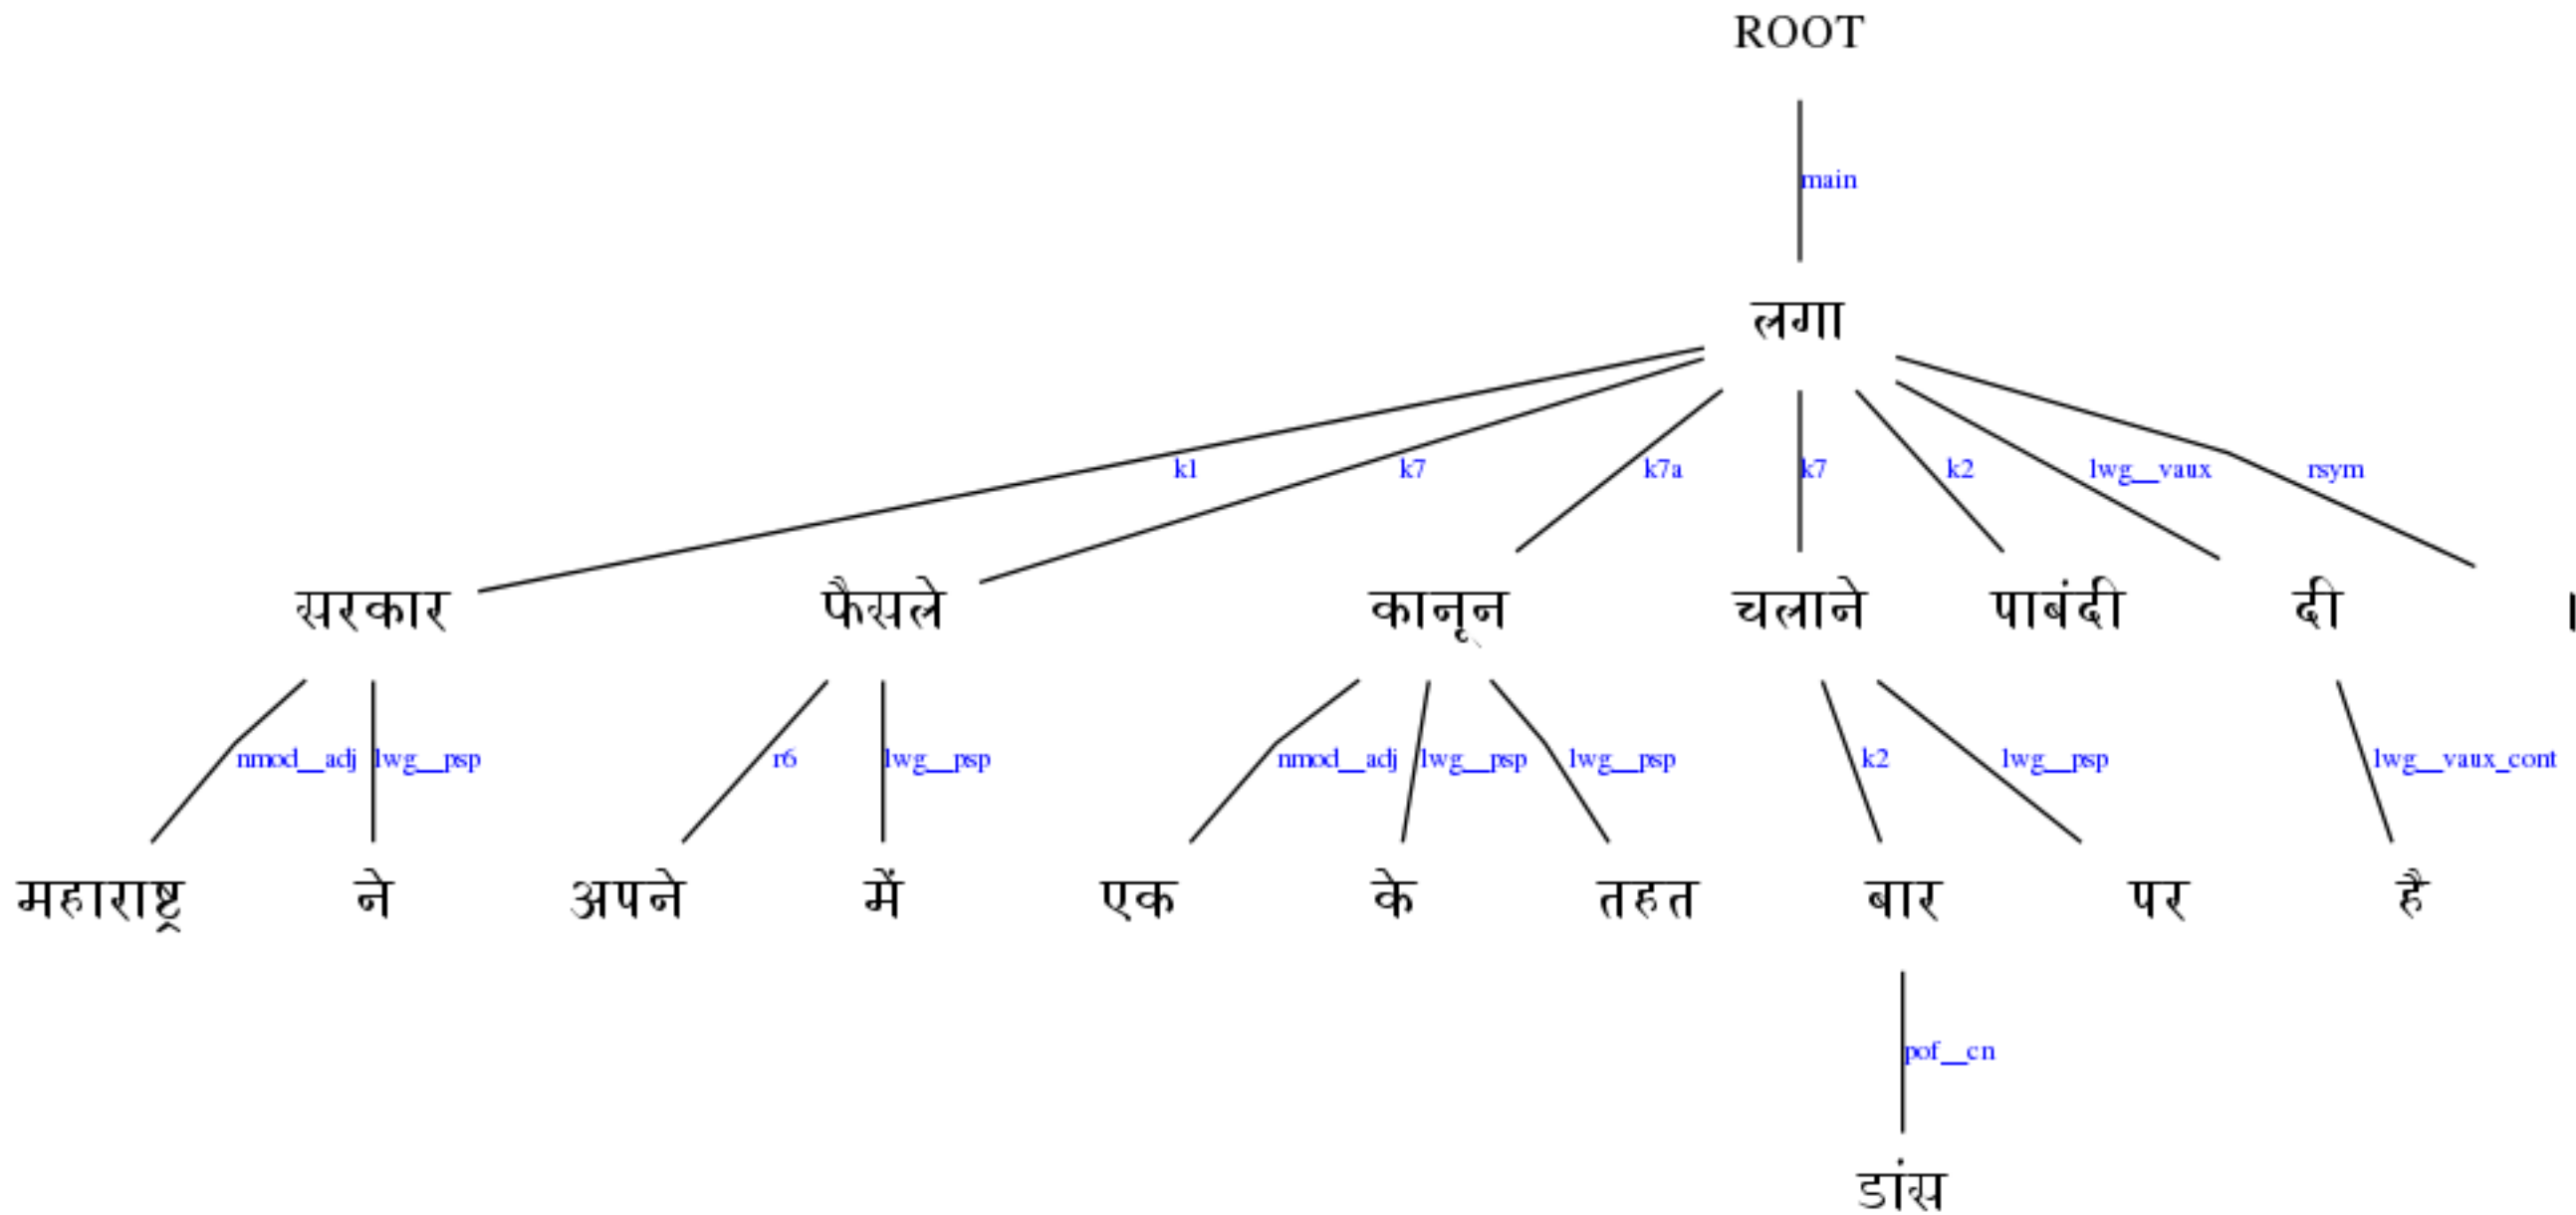 ROOT
main
लगा
k1 k7 k7a k7 k2 lwg__vaux rsym
सरकार फैसले कानून चलाने पाबंदी दी ।
nmod__adj lwg__psp r6 lwg__psp nmod__adj lwg__psp lwg__psp k2 lwg__psp lwg__vaux_cont
महाराष्ट्र ने अपने में एक के तहत बार पर है
pof__cn
डांस